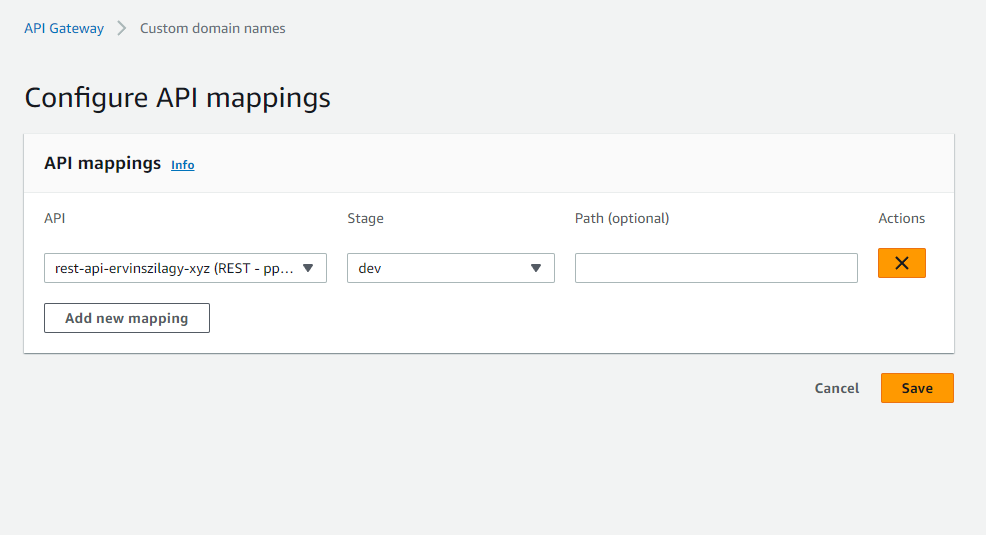 API Gateway > Custom domain names
Configure API mappings
API mappings Info
API Stage Path (optional) Actions
rest-api-ervinszilagy-xyz (REST - pp... dev
Add new mapping
Cancel Save